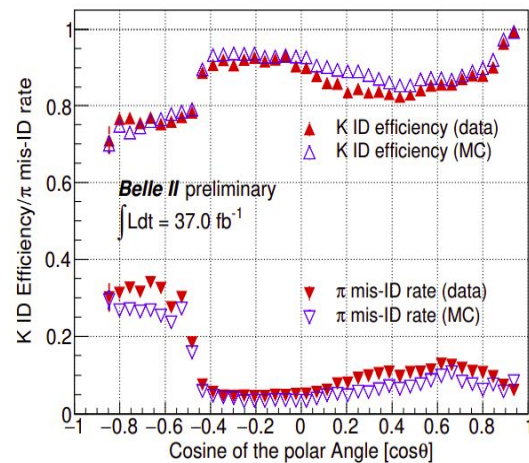 K ID Efficiency/π mis-ID rate
1
0.8
0.6
0.4
0.2
0
K ID efficiency (data)
K ID efficiency (MC)
Belle II preliminary
∫Ldt = 37.0 fb⁻¹
π mis-ID rate (data)
π mis-ID rate (MC)
−1 −0.8 −0.6 −0.4 −0.2 0 0.2 0.4 0.6 0.8 1
Cosine of the polar Angle [cosθ]